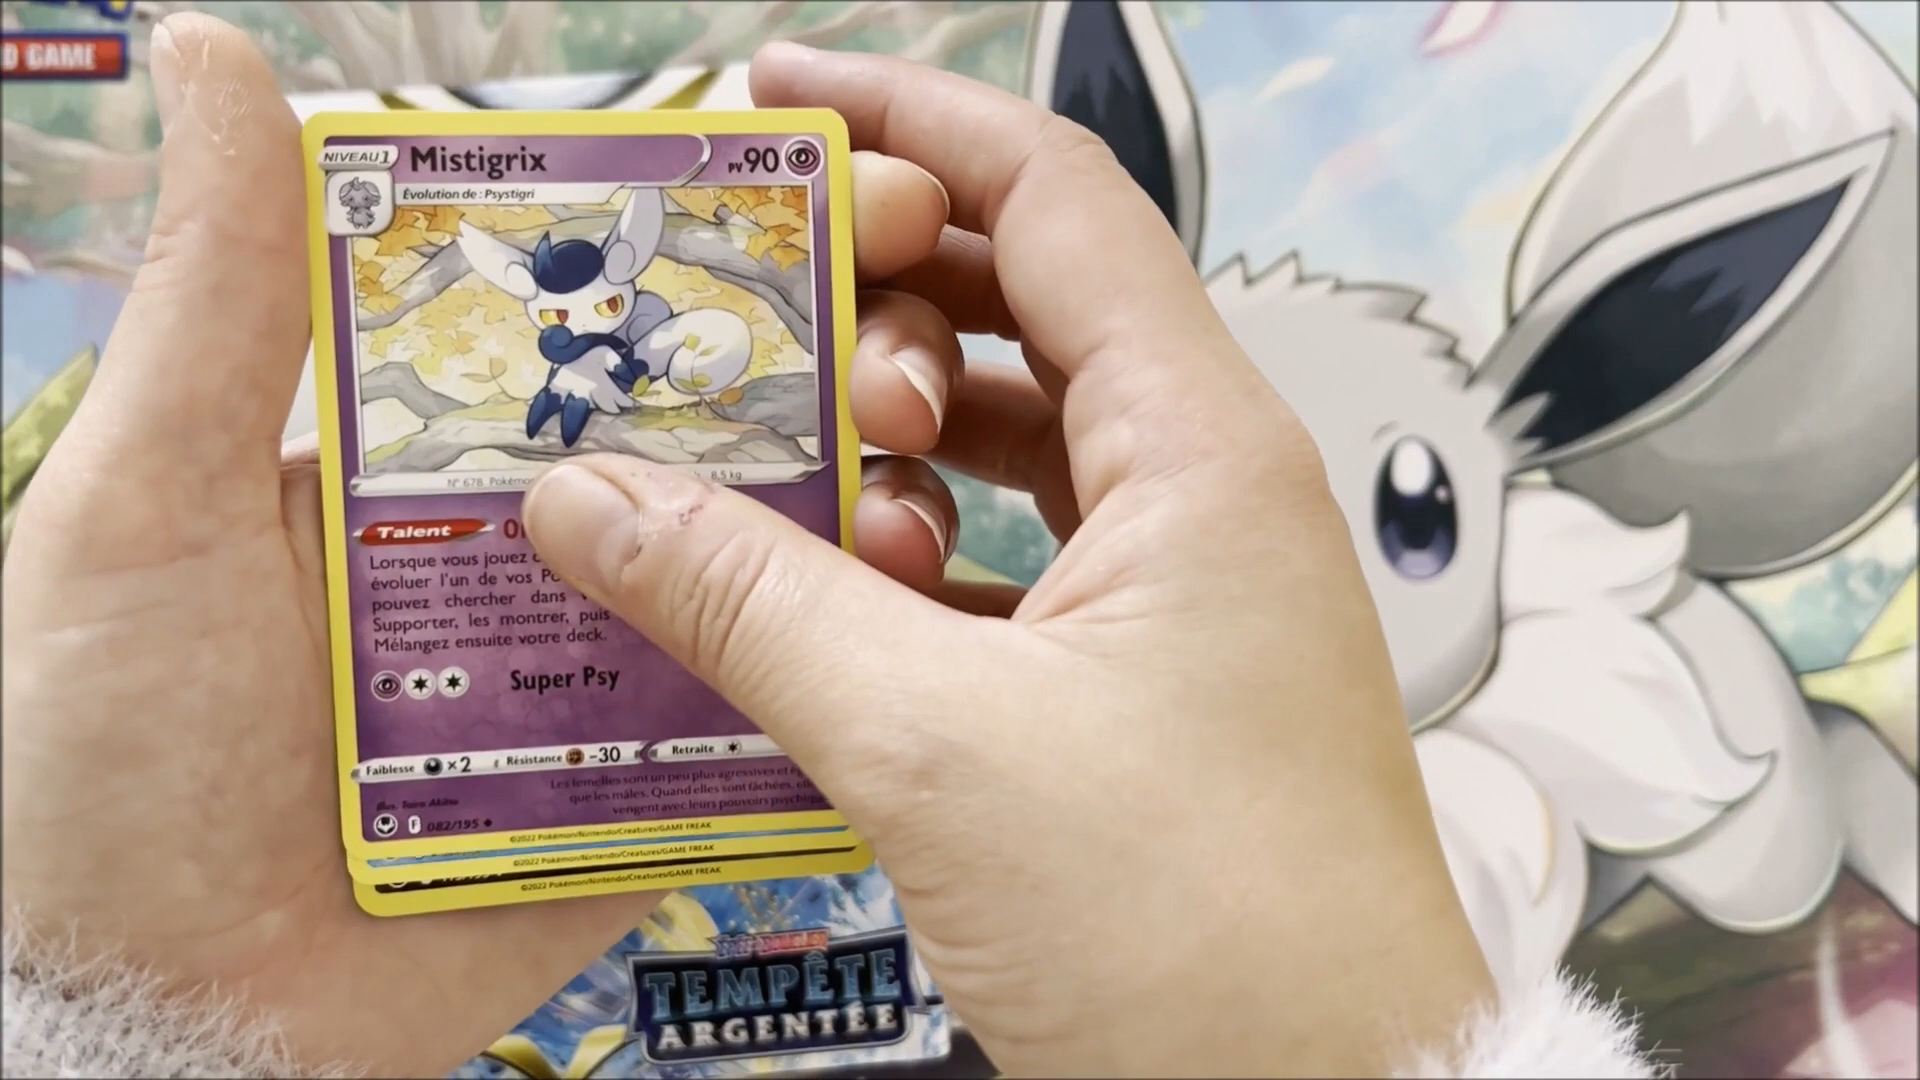 D GAME
NIVEAU 1
Mistigrix
PV 90
Évolution de : Psystigri
N° 678 Pokémon
8,5 kg
Talent
Lorsque vous jouez
évoluer l'un de vos
pouvez chercher dans
Supporter, les montrer, puis
Mélangez ensuite votre deck.
Super Psy
Faiblesse ×2 Résistance -30 Retraite
Les femelles sont un peu plus agressives et
que les mâles. Quand elles sont fâchées,
vengent avec leurs pouvoirs
Illus. Taira Akitsu
F 082/195
©2022 Pokémon/Nintendo/Creatures/GAME FREAK
©2022 Pokémon/Nintendo/Creatures/GAME FREAK
©2022 Pokémon/Nintendo/Creatures/GAME FREAK
TEMPÊTE
ARGENTÉE